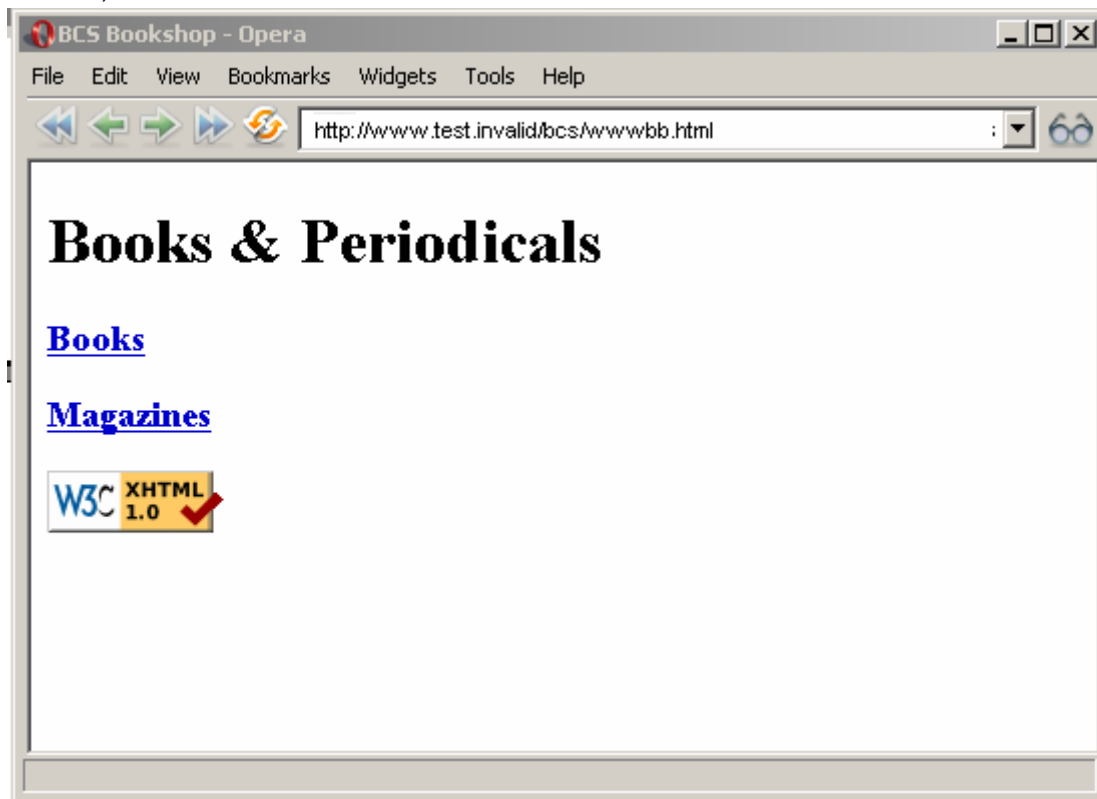 BCS Bookshop - Opera
File Edit View Bookmarks Widgets Tools Help
http://www.test.invalid/bcs/wwwbb.html
Books & Periodicals
Books
Magazines
W3C XHTML
1.0